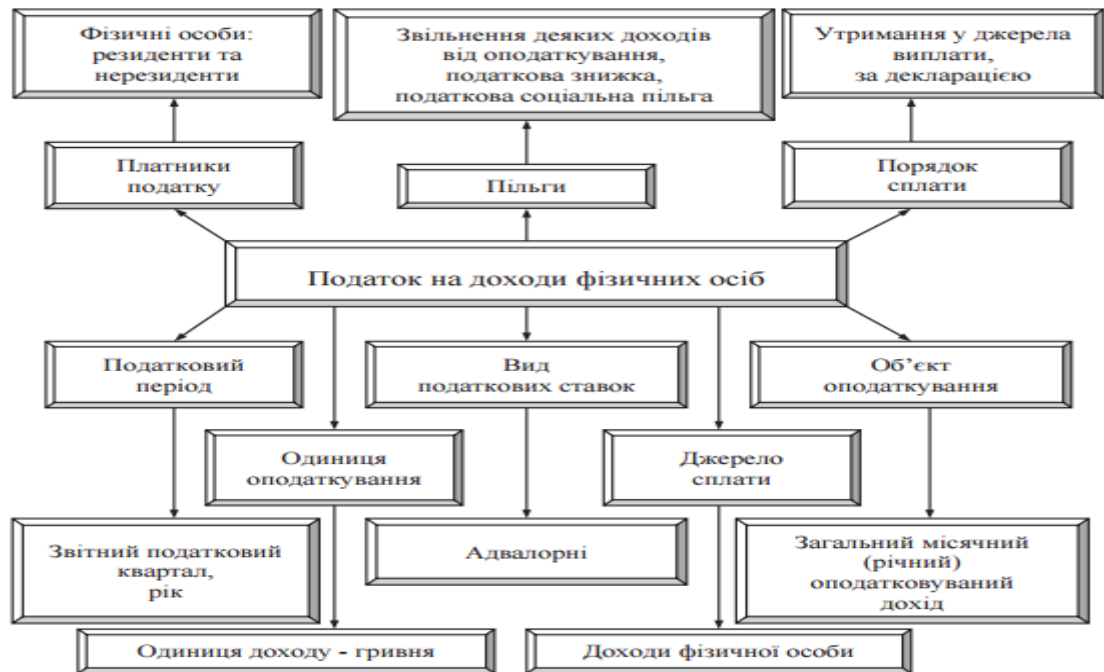 Фізичні особи:
резиденти та
нерезиденти
Звільнення деяких доходів
від оподаткування,
податкова знижка,
податкова соціальна пільга
Утримання у джерела
виплати,
за декларацією
Платники
податку
Пільги
Порядок
сплати
Податок на доходи фізичних осіб
Податковий
період
Вид
податкових ставок
Об’єкт
оподаткування
Одиниця
оподаткування
Джерело
сплати
Звітний податковий
квартал,
рік
Адвалорні
Загальний місячний
(річний)
оподатковуваний
дохід
Одиниця доходу - гривня
Доходи фізичної особи